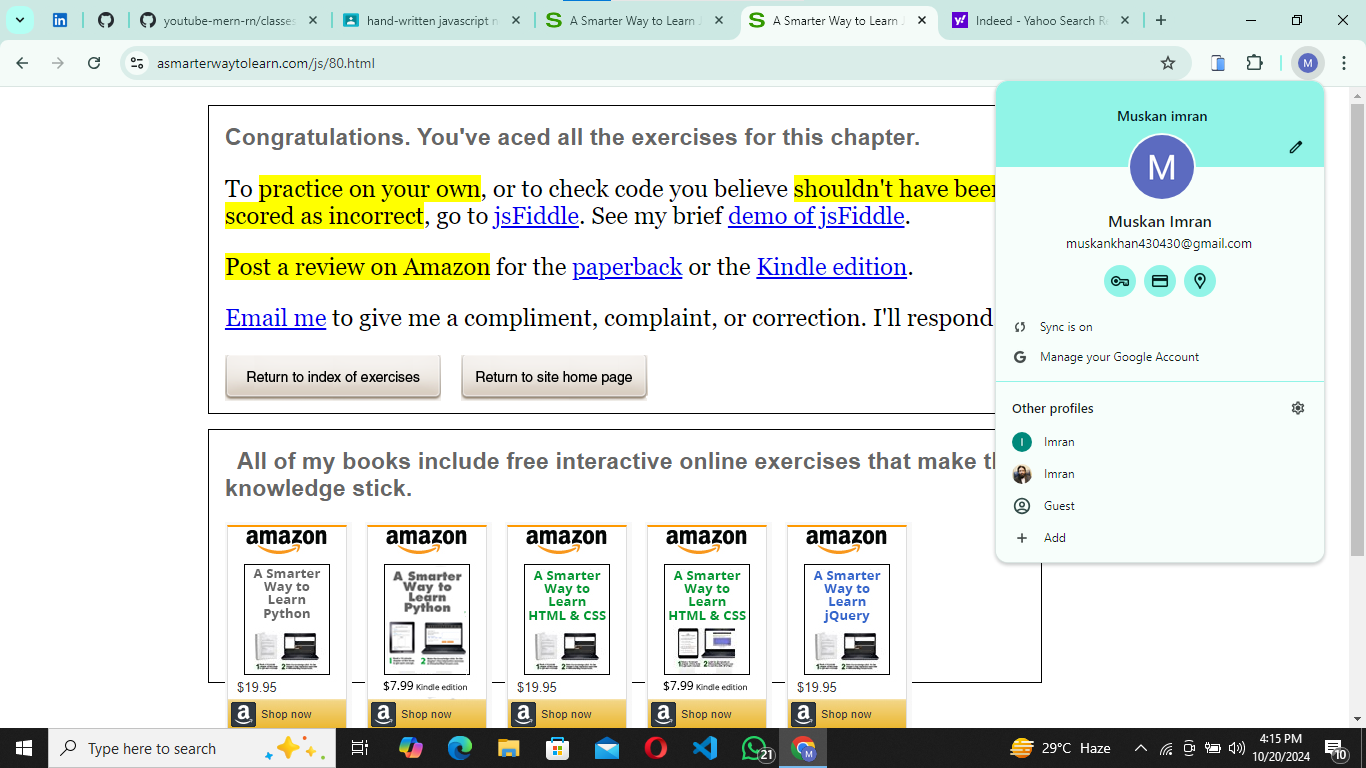 youtube-mern-rn/classes
hand-written javascript n
A Smarter Way to Learn J
A Smarter Way to Learn J
Indeed - Yahoo Search Re
asmarterwaytolearn.com/js/80.html
M
Congratulations. You've aced all the exercises for this chapter.
To practice on your own, or to check code you believe shouldn't have been
scored as incorrect, go to jsFiddle. See my brief demo of jsFiddle.
Post a review on Amazon for the paperback or the Kindle edition.
Email me to give me a compliment, complaint, or correction. I'll respond
Return to index of exercises
Return to site home page
Muskan imran
M
Muskan Imran
muskankhan430430@gmail.com
Sync is on
Manage your Google Account
Other profiles
I Imran
Imran
Guest
Add
All of my books include free interactive online exercises that make th
knowledge stick.
amazon amazon amazon amazon amazon
A Smarter Way to Learn Python
A Smarter Way to Learn Python
A Smarter Way to Learn HTML & CSS
A Smarter Way to Learn HTML & CSS
A Smarter Way to Learn jQuery
$19.95 $7.99 Kindle edition $19.95 $7.99 Kindle edition $19.95
Shop now Shop now Shop now Shop now Shop now
Type here to search
21
M
29°C Haze
4:15 PM
10/20/2024
10